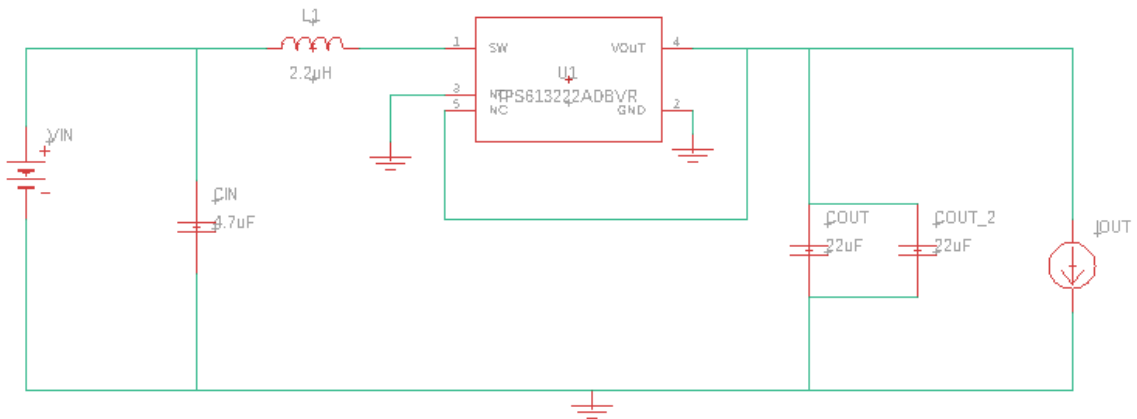 L1
2.2uH
1
SW
VOUT
4
U1
TPS613222ADBVR
3
NC
5
NC
GND
2
VIN
+
-
CIN
4.7uF
COUT
22uF
COUT_2
22uF
IOUT